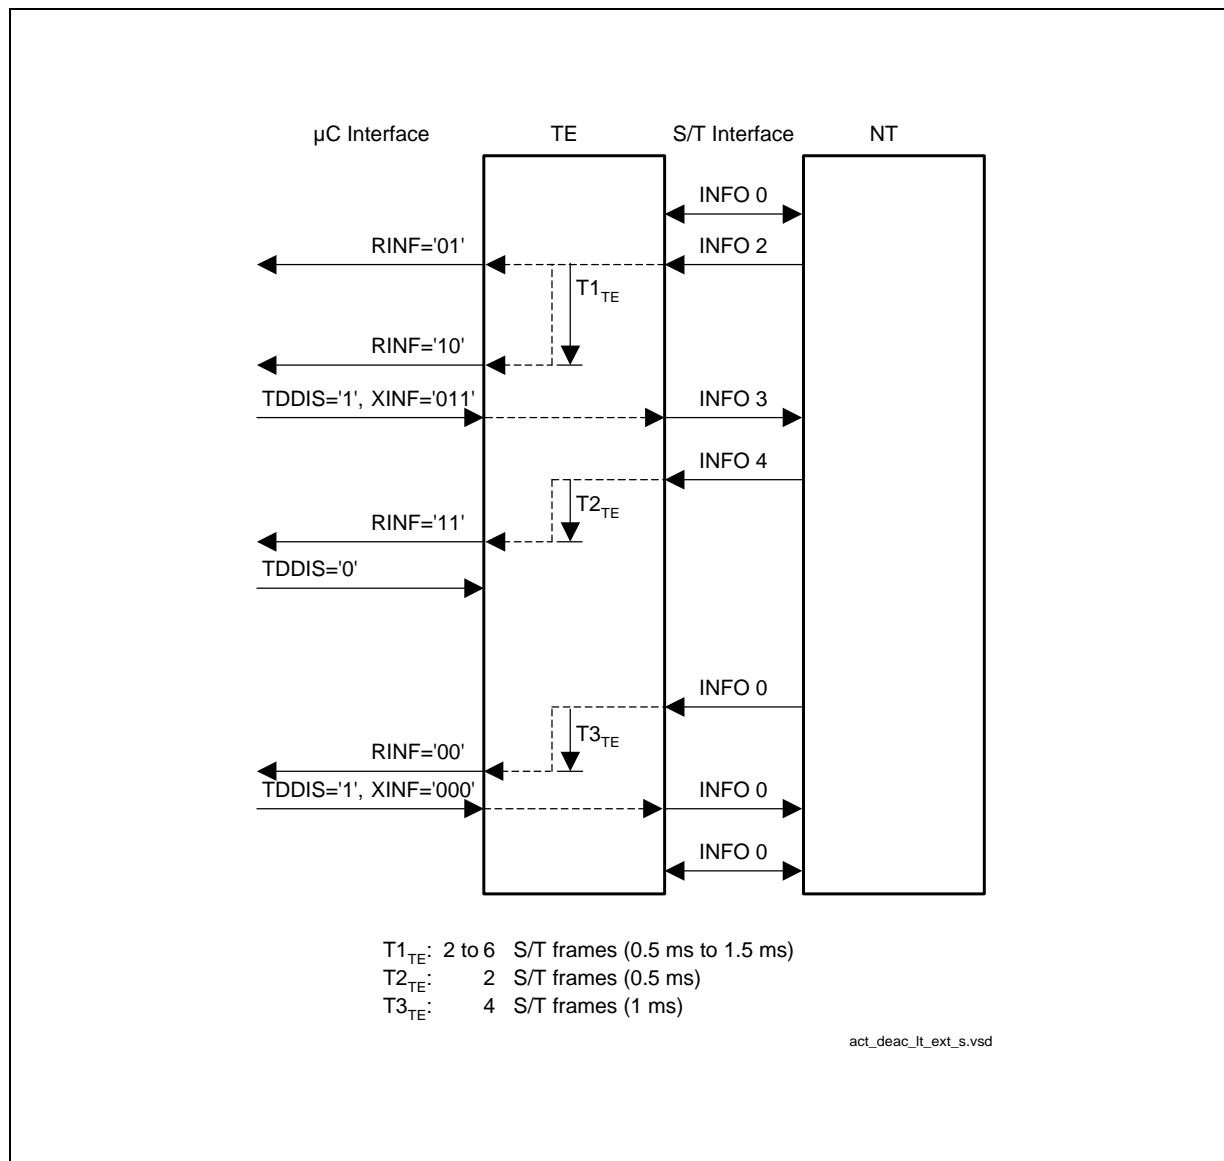 µC Interface TE S/T Interface NT
INFO 0
RINF='01' INFO 2
T1TE
RINF='10'
TDDIS='1', XINF='011' INFO 3
INFO 4
T2TE
RINF='11'
TDDIS='0'
INFO 0
T3TE
RINF='00'
TDDIS='1', XINF='000' INFO 0
INFO 0
T1TE: 2 to 6 S/T frames (0.5 ms to 1.5 ms)
T2TE: 2 S/T frames (0.5 ms)
T3TE: 4 S/T frames (1 ms)
act_deac_lt_ext_s.vsd